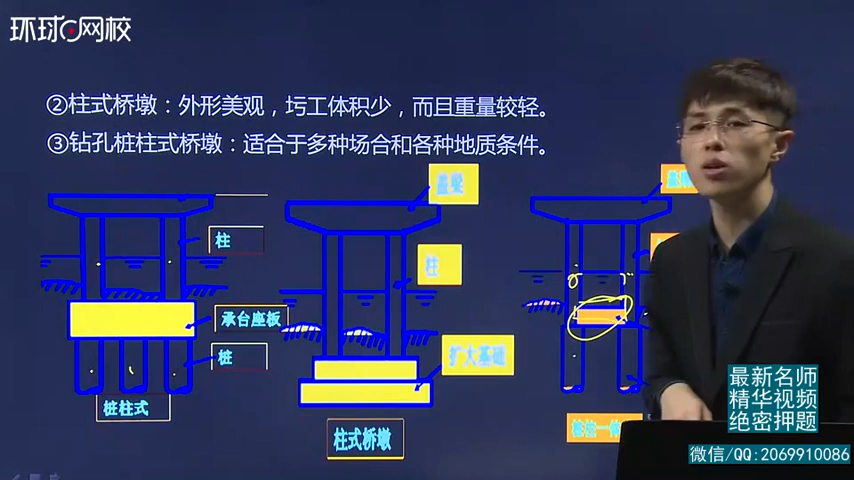 环球网校
②柱式桥墩：外形美观，圬工体积少，而且重量较轻。
③钻孔桩柱式桥墩：适合于多种场合和各种地质条件。
盖梁
柱
柱
承台座板
桩
扩大基础
桩柱式
柱式桥墩
桩柱一体
最新名师
精华视频
绝密押题
微信/QQ:2069910086